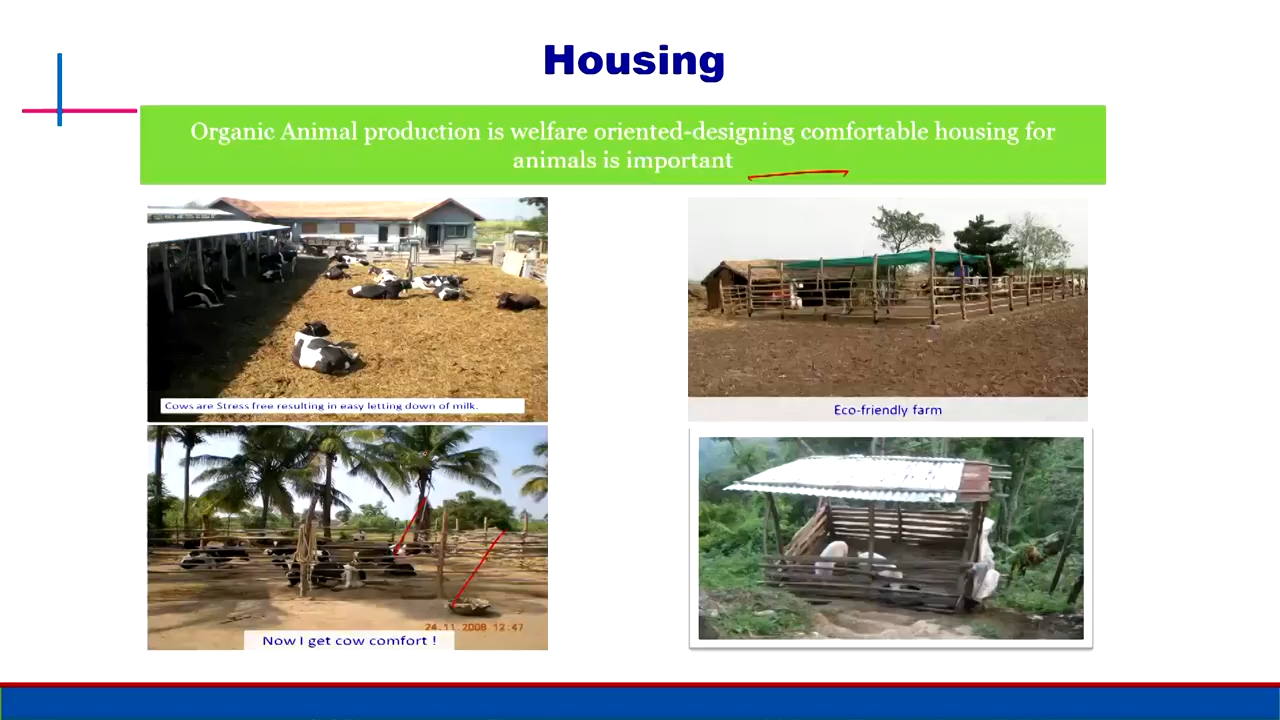 Housing
Organic Animal production is welfare oriented-designing comfortable housing for
animals is important
Cows are Stress free resulting in easy letting down of milk.
Eco-friendly farm
24.11.2008 12:47
Now I get cow comfort !